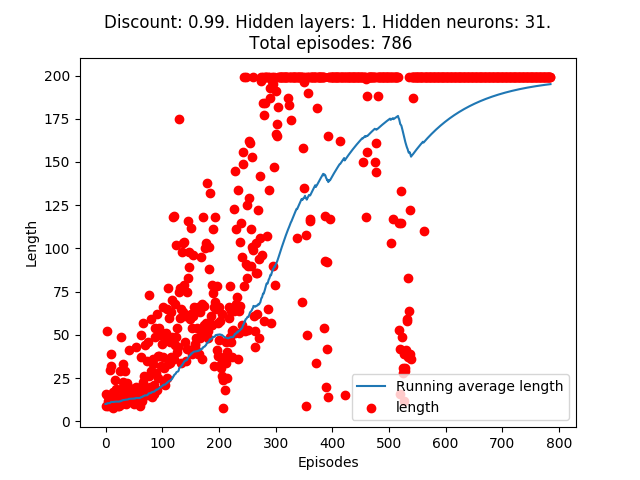 Discount: 0.99. Hidden layers: 1. Hidden neurons: 31.
Total episodes: 786
200
175
150
125
100
75
50
25
0
Length
0 100 200 300 400 500 600 700 800
Episodes
Running average length
length